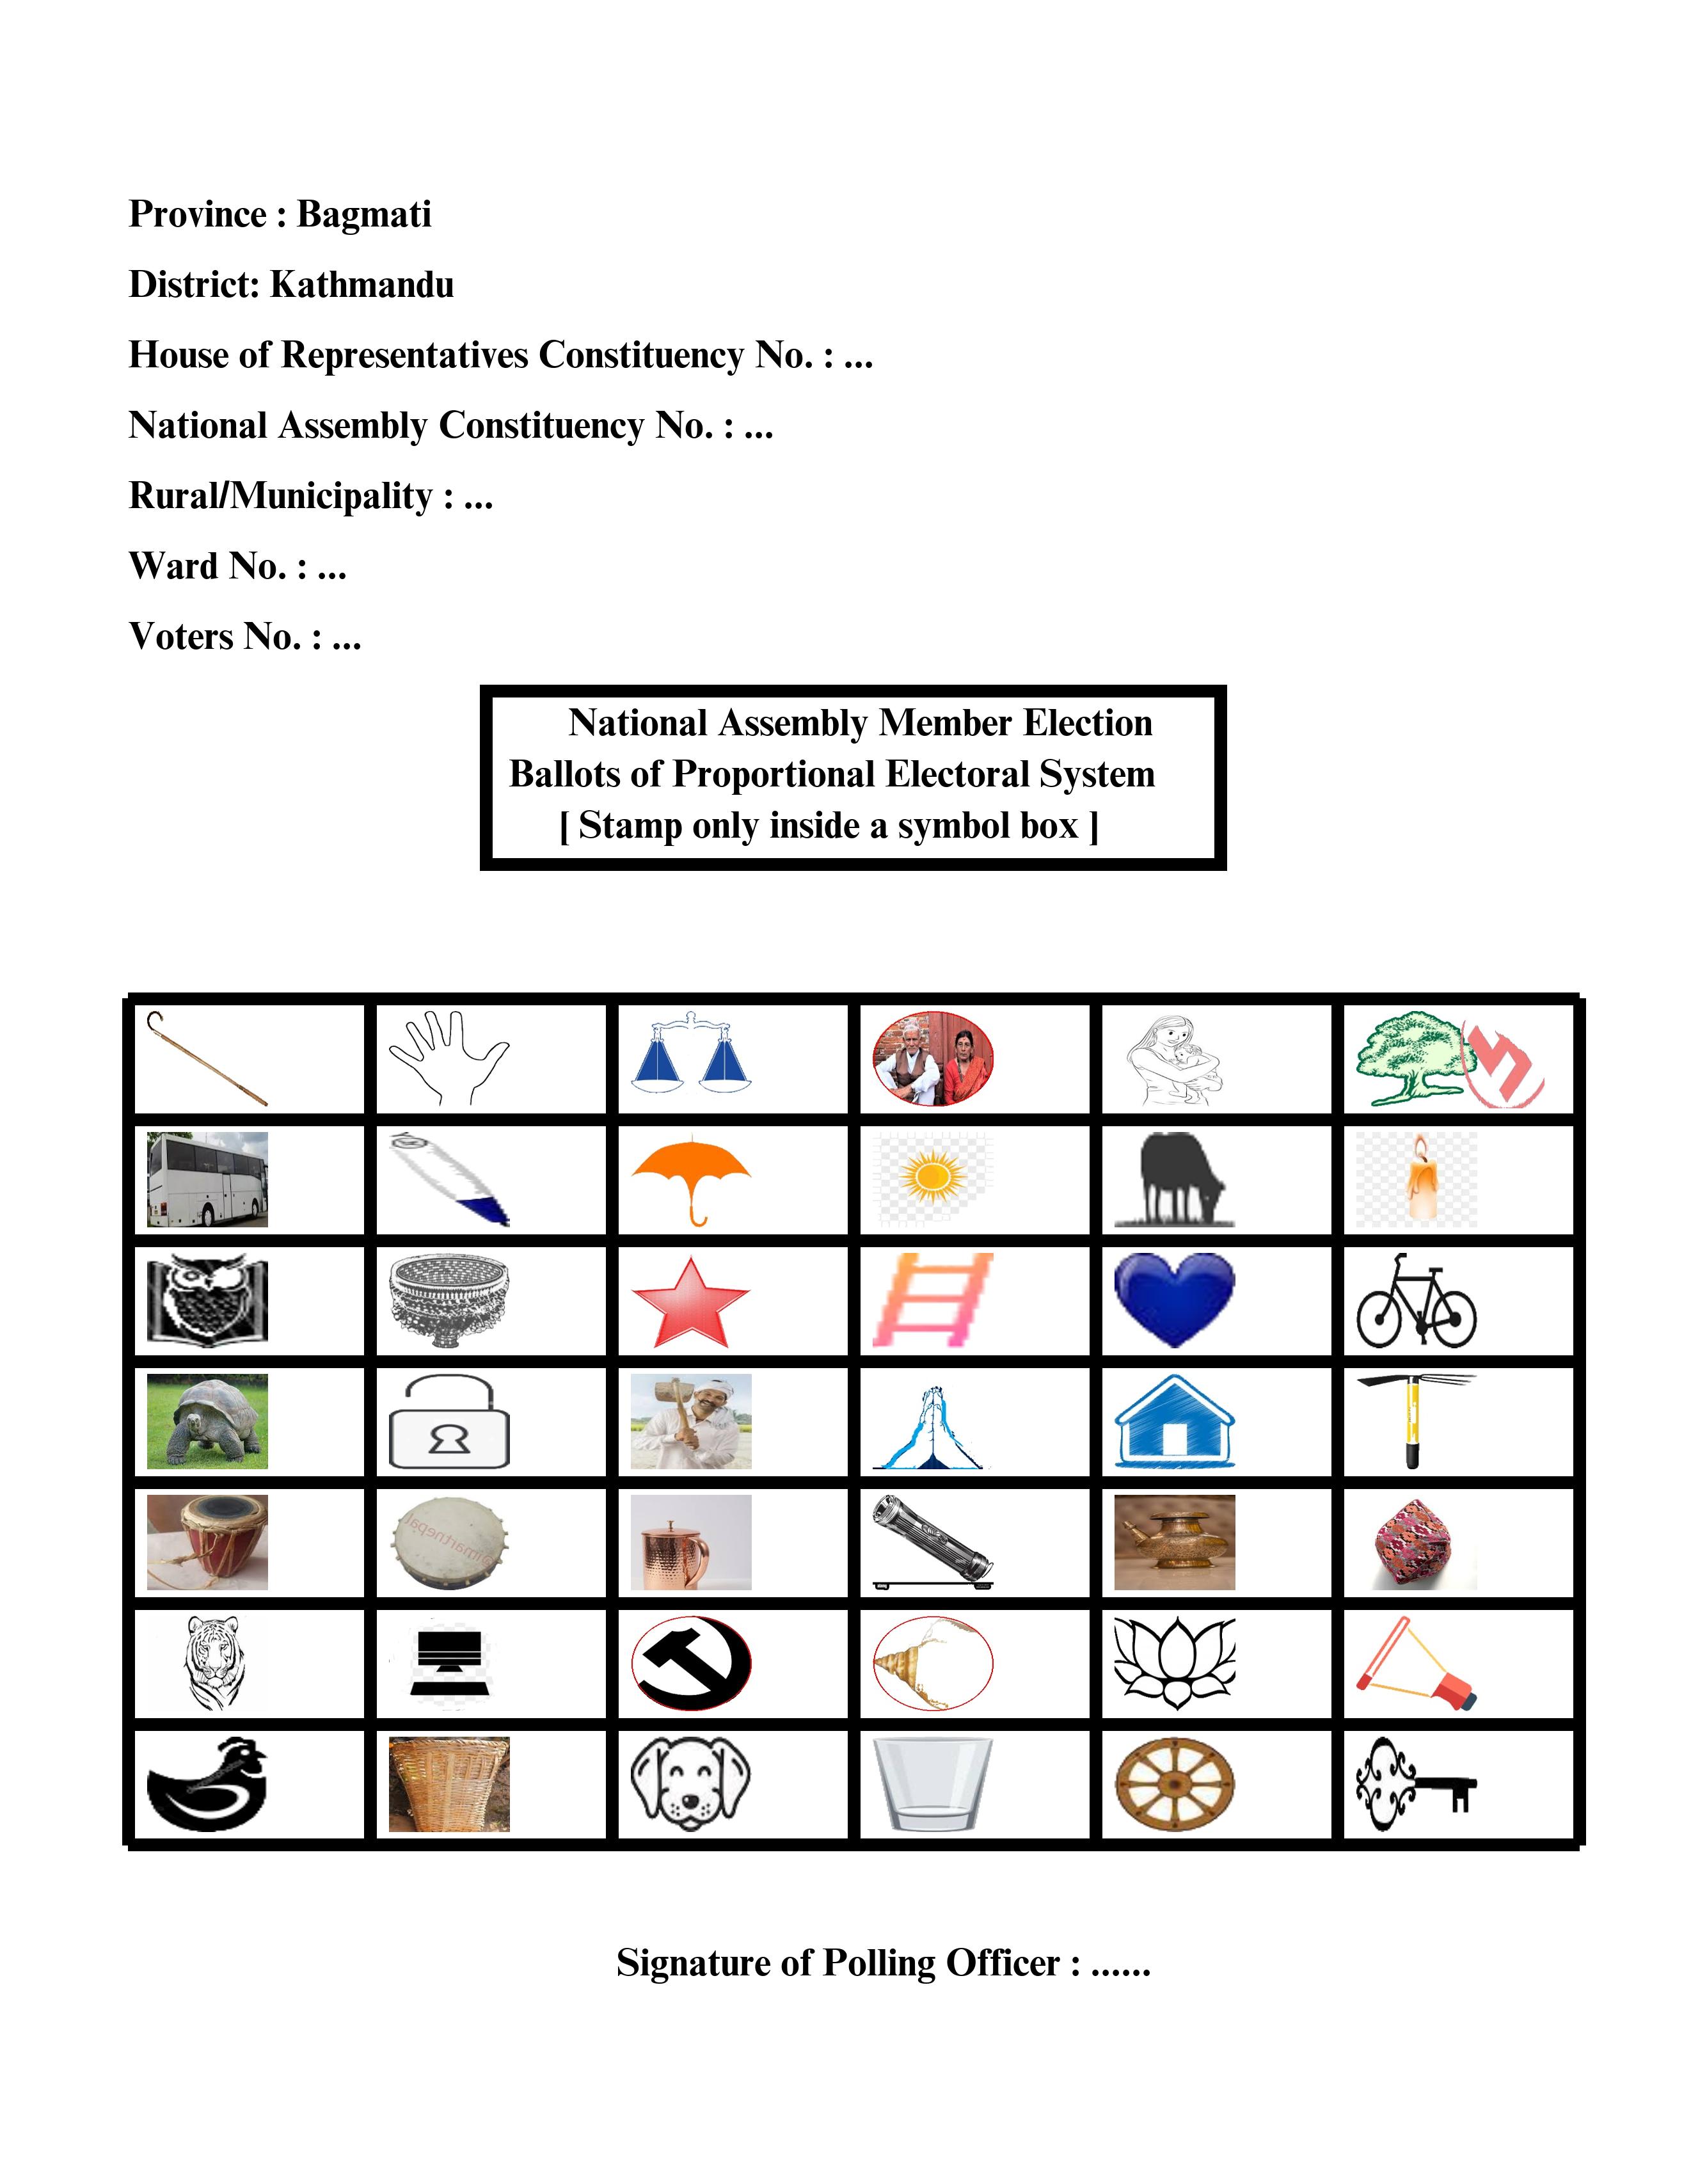 Province : Bagmati
District: Kathmandu
House of Representatives Constituency No. : ...
National Assembly Constituency No. : ...
Rural/Municipality : ...
Ward No. : ...
Voters No. : ...
National Assembly Member Election
Ballots of Proportional Electoral System
[ Stamp only inside a symbol box ]
Signature of Polling Officer : ......